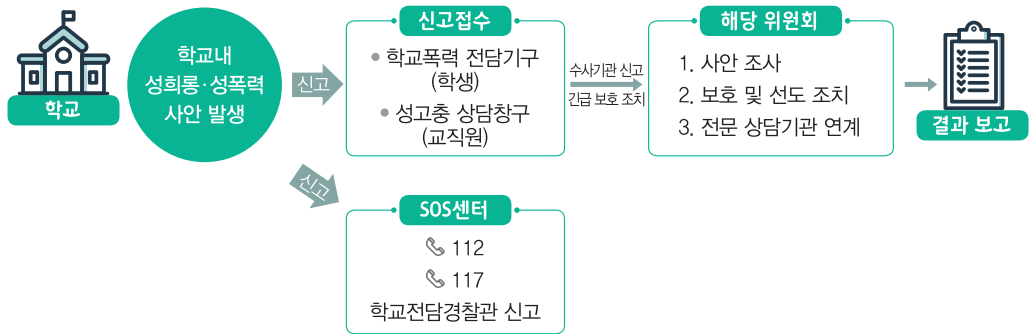 학교
학교내
성희롱·성폭력
사안 발생
신고
신고접수
학교폭력 전담기구
(학생)
성고충 상담창구
(교직원)
수사기관 신고
긴급 보호 조치
해당 위원회
1. 사안 조사
2. 보호 및 선도 조치
3. 전문 상담기관 연계
결과 보고
신고
SOS센터
112
117
학교전담경찰관 신고